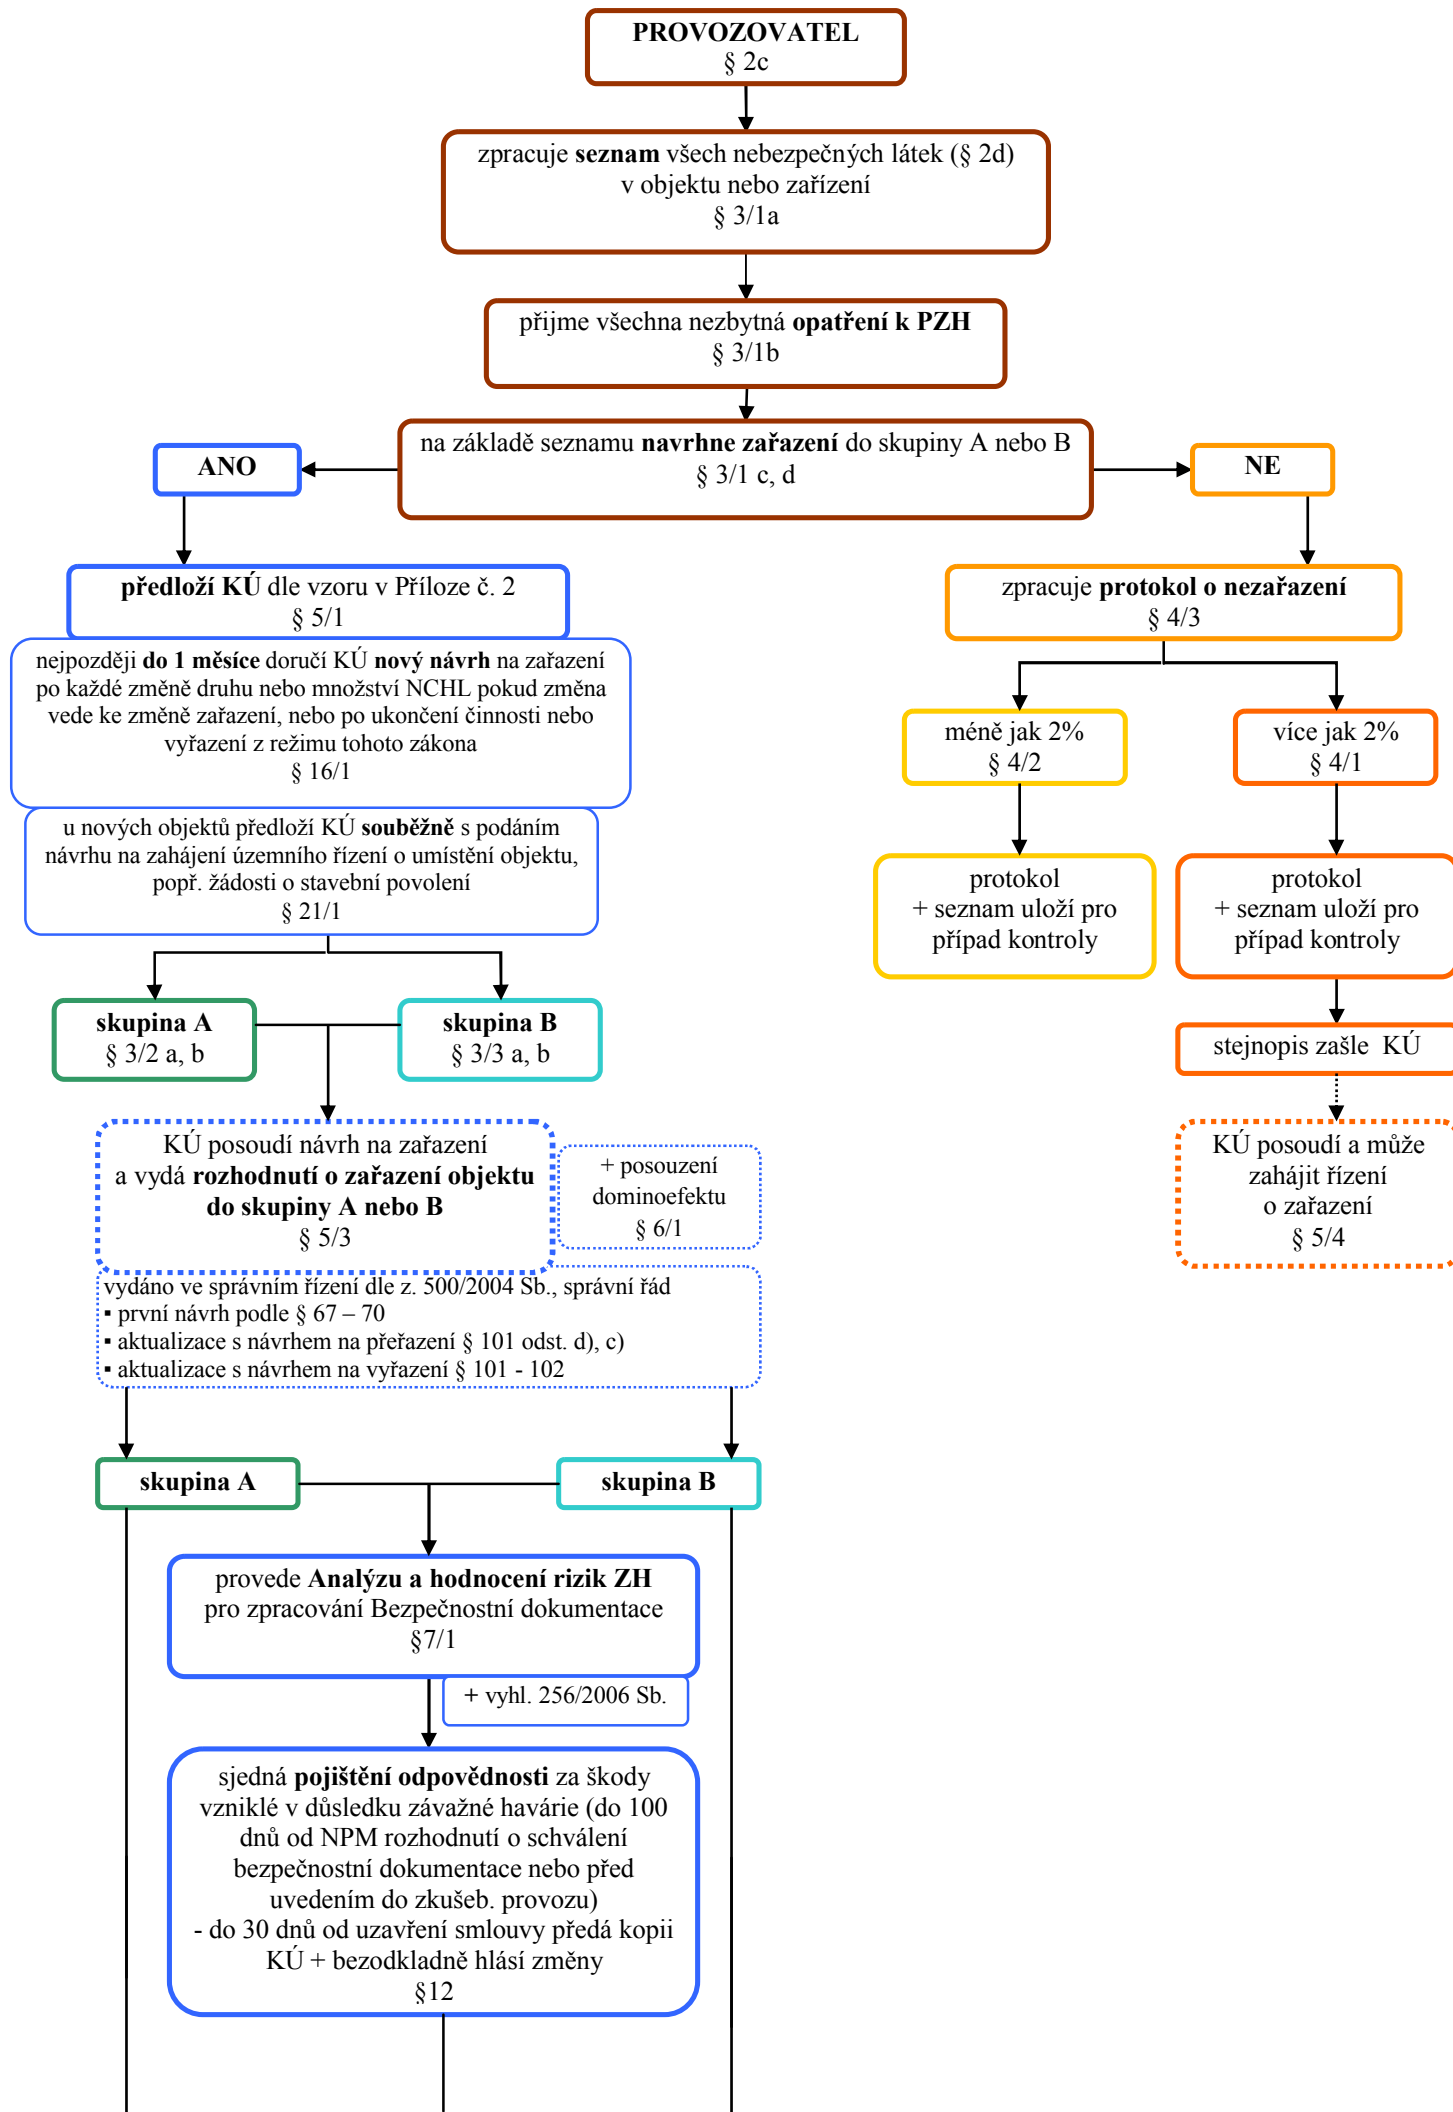 PROVOZOVATEL
§ 2c
zpracuje seznam všech nebezpečných látek (§ 2d)
v objektu nebo zařízení
§ 3/1a
přijme všechna nezbytná opatření k PZH
§ 3/1b
na základě seznamu navrhne zařazení do skupiny A nebo B
§ 3/1 c, d
ANO
NE
předloží KÚ dle vzoru v Příloze č. 2
§ 5/1
nejpozději do 1 měsíce doručí KÚ nový návrh na zařazení
po každé změně druhu nebo množství NCHL pokud změna
vede ke změně zařazení, nebo po ukončení činnosti nebo
vyřazení z režimu tohoto zákona
§ 16/1
u nových objektů předloží KÚ souběžně s podáním
návrhu na zahájení územního řízení o umístění objektu,
popř. žádosti o stavební povolení
§ 21/1
zpracuje protokol o nezařazení
§ 4/3
méně jak 2%
§ 4/2
více jak 2%
§ 4/1
protokol
+ seznam uloží pro
případ kontroly
protokol
+ seznam uloží pro
případ kontroly
stejnopis zašle KÚ
KÚ posoudí a může
zahájit řízení
o zařazení
§ 5/4
skupina A
§ 3/2 a, b
skupina B
§ 3/3 a, b
KÚ posoudí návrh na zařazení
a vydá rozhodnutí o zařazení objektu
do skupiny A nebo B
§ 5/3
+ posouzení
dominoefektu
§ 6/1
vydáno ve správním řízení dle z. 500/2004 Sb., správní řád
▪ první návrh podle § 67 – 70
▪ aktualizace s návrhem na přeřazení § 101 odst. d), c)
▪ aktualizace s návrhem na vyřazení § 101 - 102
skupina A
skupina B
provede Analýzu a hodnocení rizik ZH
pro zpracování Bezpečnostní dokumentace
§7/1
+ vyhl. 256/2006 Sb.
sjedná pojištění odpovědnosti za škody
vzniklé v důsledku závažné havárie (do 100
dnů od NPM rozhodnutí o schválení
bezpečnostní dokumentace nebo před
uvedením do zkušeb. provozu)
- do 30 dnů od uzavření smlouvy předá kopii
KÚ + bezodkladně hlásí změny
§12